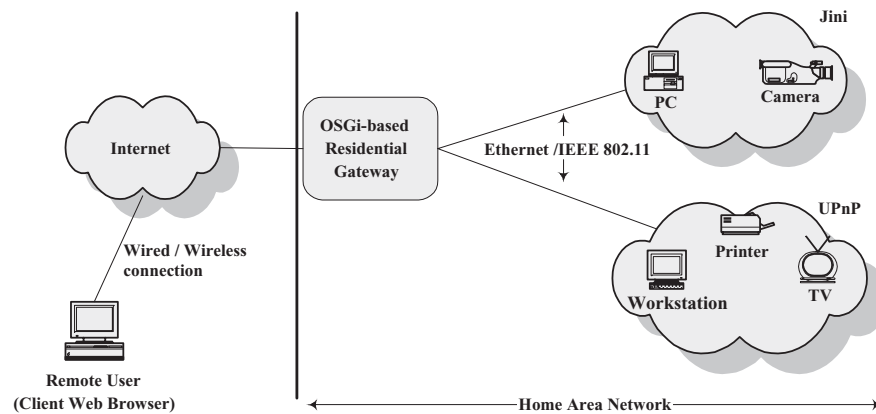 Jini
PC
Camera
OSGi-based
Residential
Gateway
Internet
Ethernet /IEEE 802.11
UPnP
Printer
Wired / Wireless
connection
Workstation
TV
Remote User
(Client Web Browser)
Home Area Network